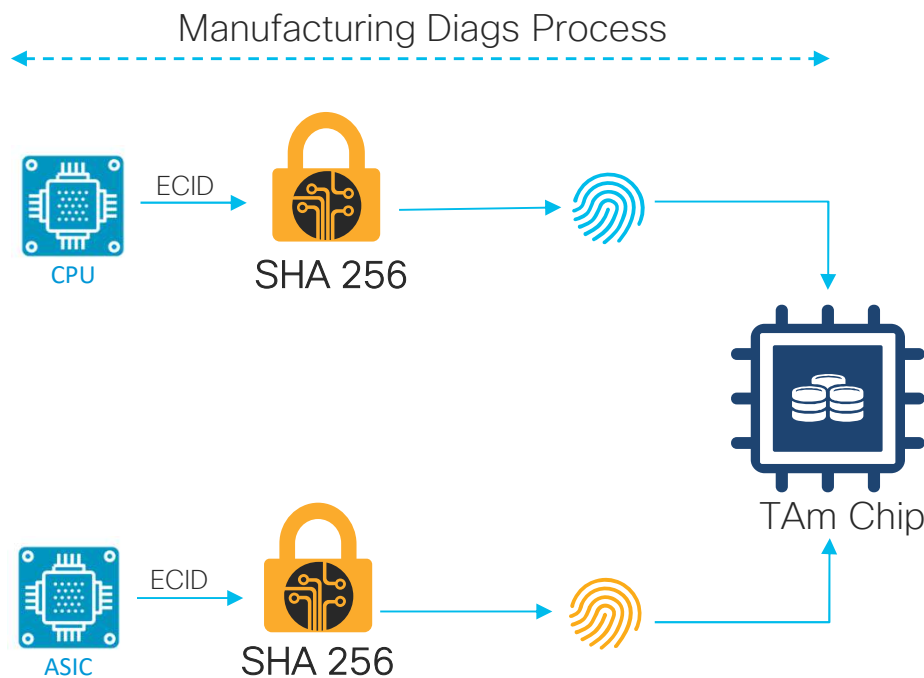 Manufacturing Diags Process
ECID
CPU
SHA 256
TAm Chip
ECID
ASIC
SHA 256